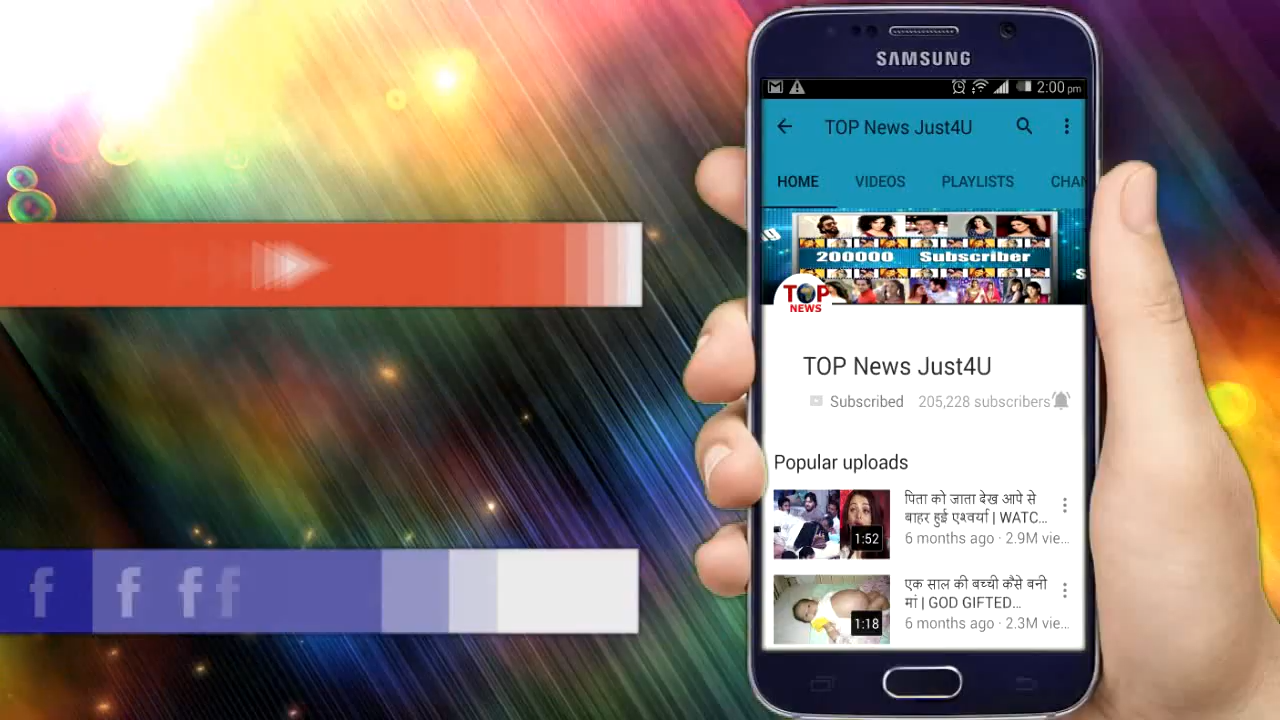 SAMSUNG
2:00 pm
TOP News Just4U
HOME VIDEOS PLAYLISTS CHAN
200000 Subscriber
TOP
NEWS
TOP News Just4U
Subscribed 205,228 subscribers
Popular uploads
पिता को जाता देख आपे से
बाहर हुई एश्वर्या | WATC...
6 months ago · 2.9M vie...
1:52
एक साल की बच्ची कैसे बनी
मां | GOD GIFTED...
6 months ago · 2.3M vie...
1:18
f f f f